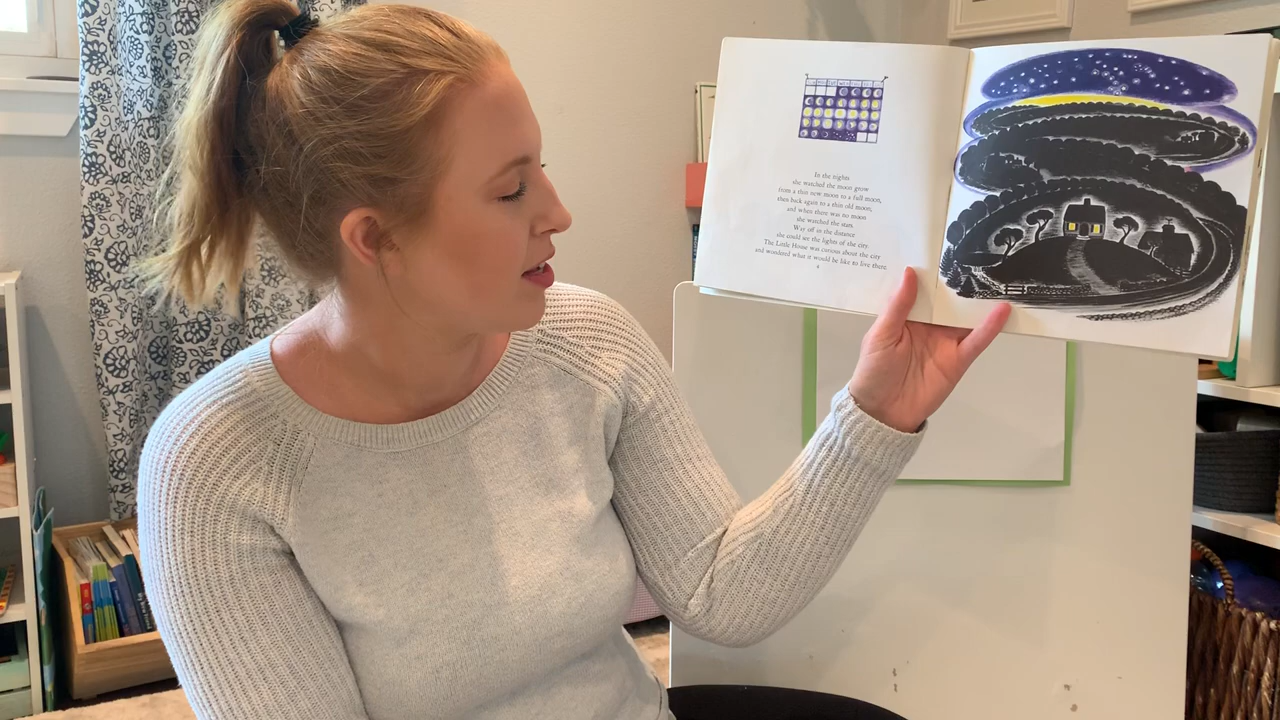 In the nights
she watched the moon grow
from a thin new moon to a full moon,
then back again to a thin old moon;
and when there was no moon
she watched the stars.
Way off in the distance
she could see the lights of the city.
The Little House was curious about the city
and wondered what it would be like to live there.